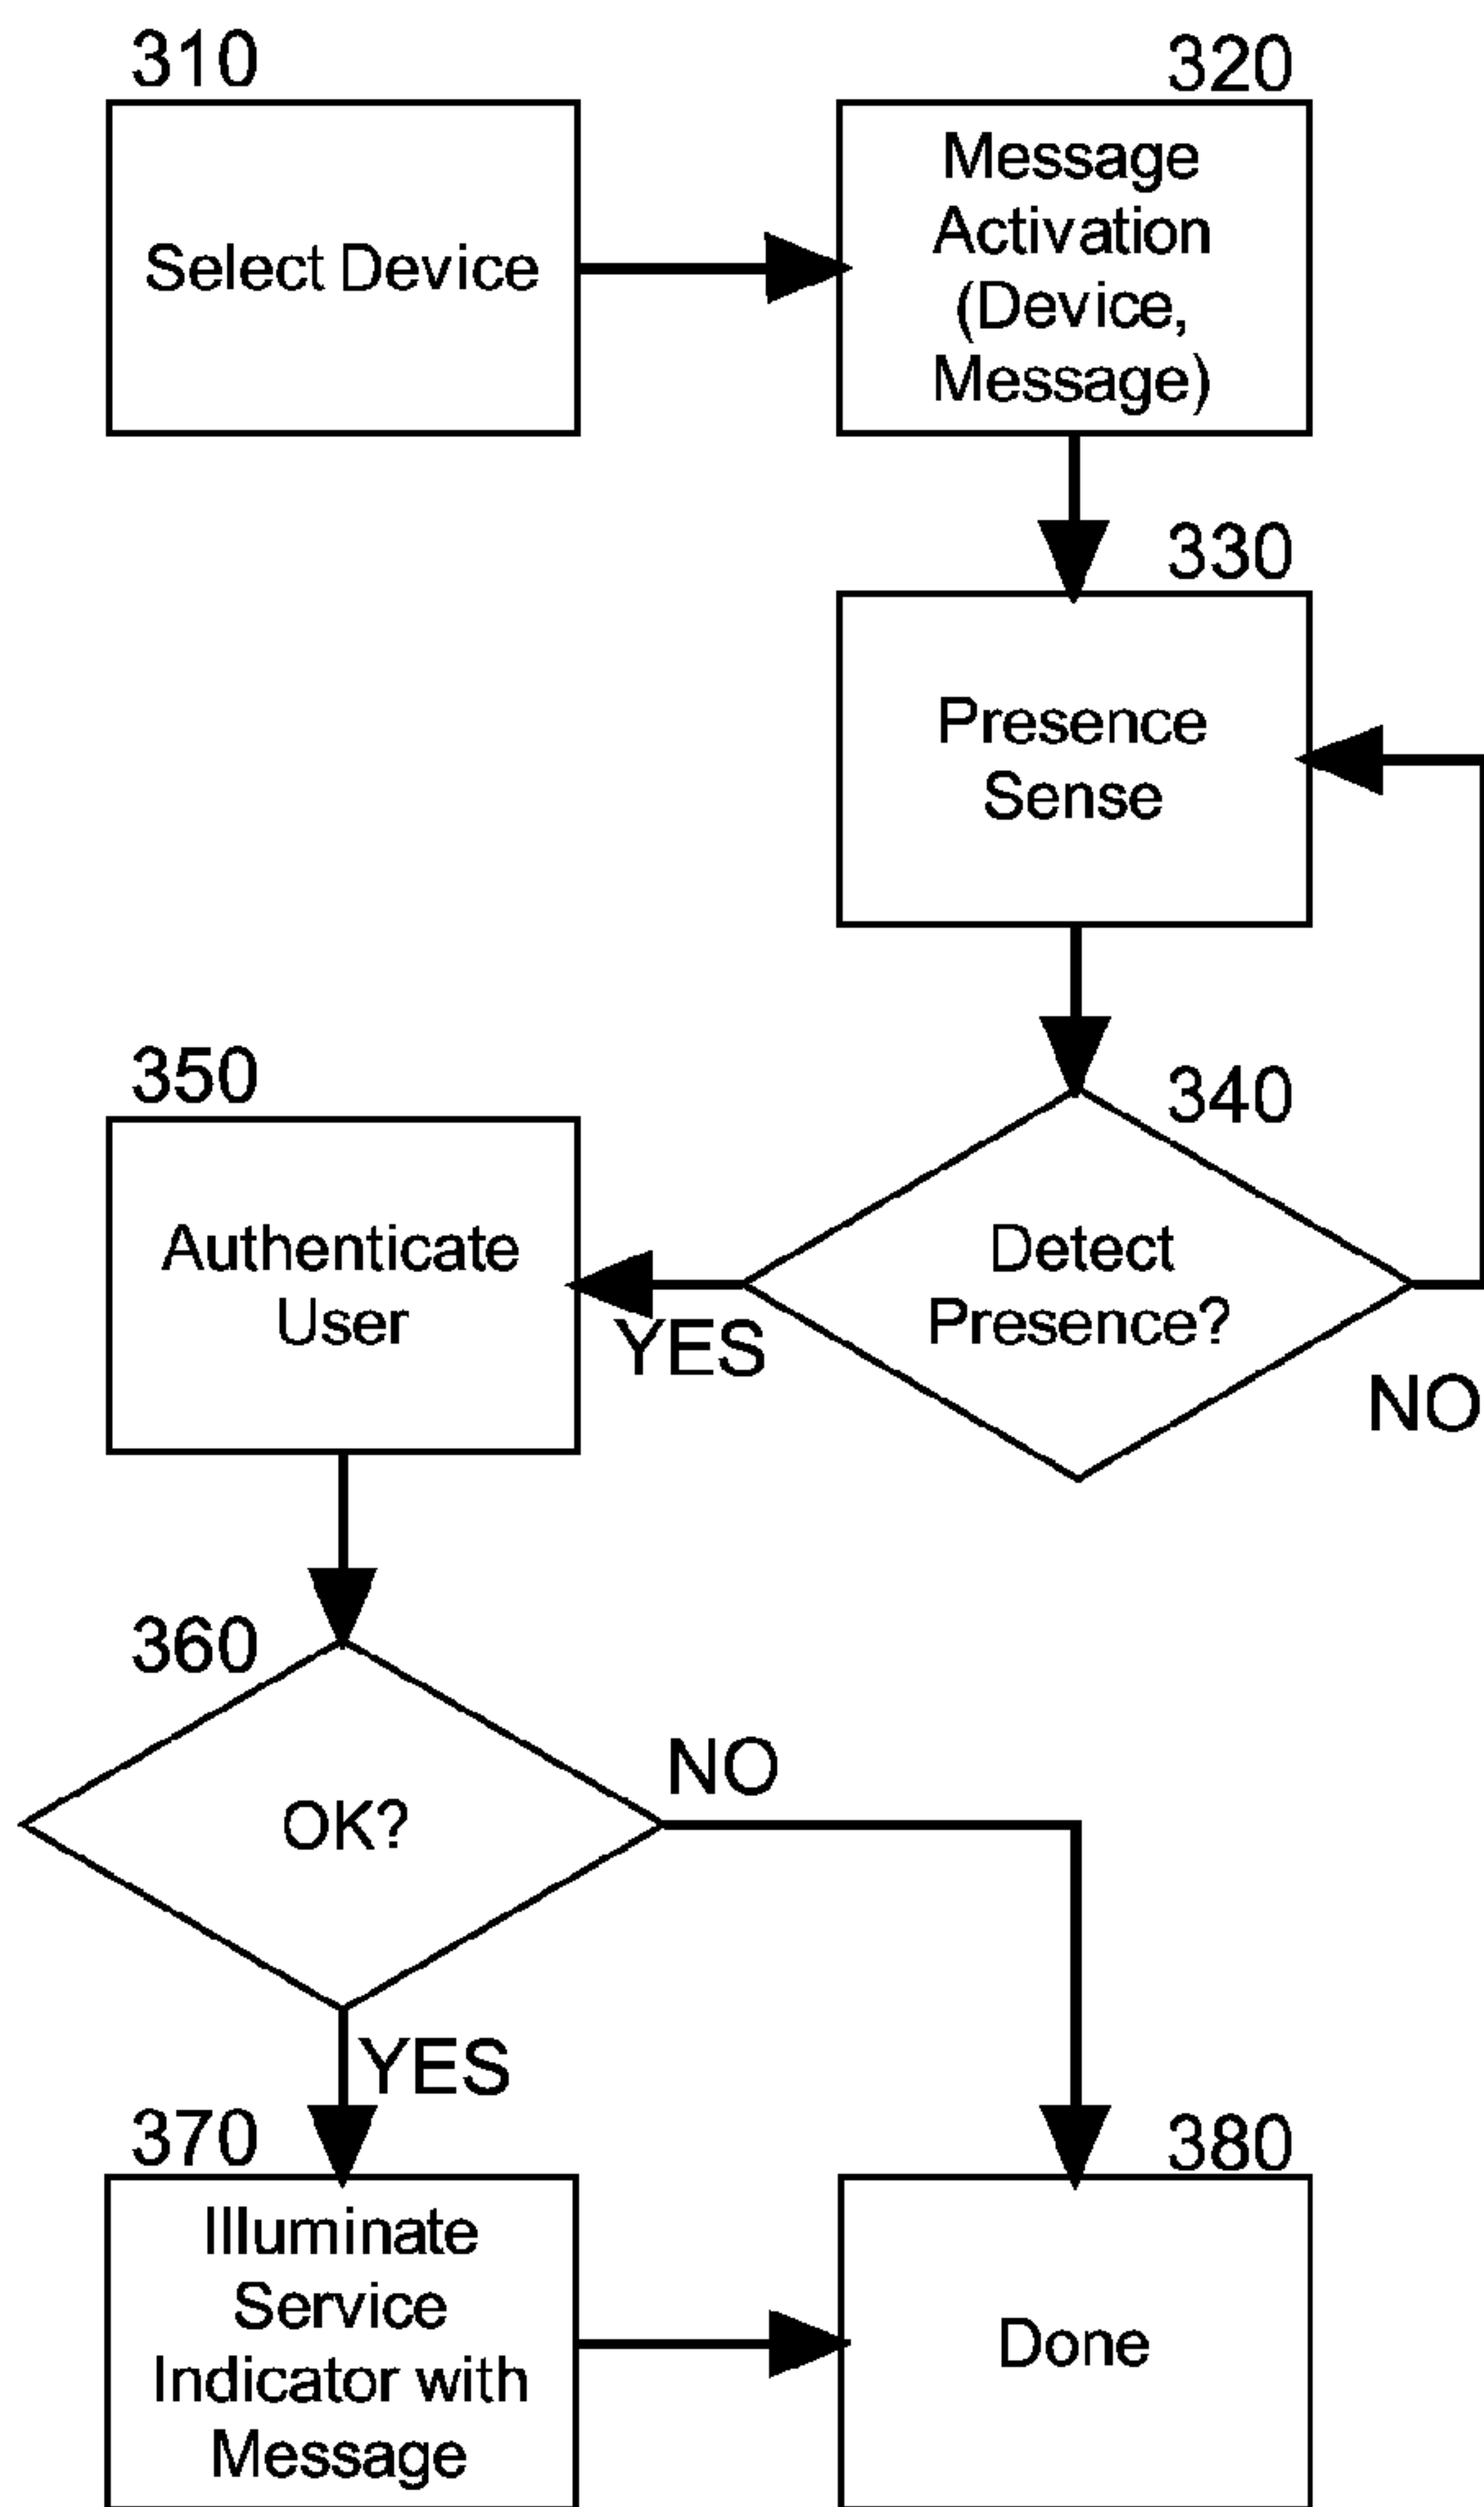 310
Select Device
320
Message
Activation
(Device,
Message)
330
Presence
Sense
340
Detect
Presence?
YES
NO
350
Authenticate
User
360
OK?
NO
YES
370
Illuminate
Service
Indicator with
Message
380
Done